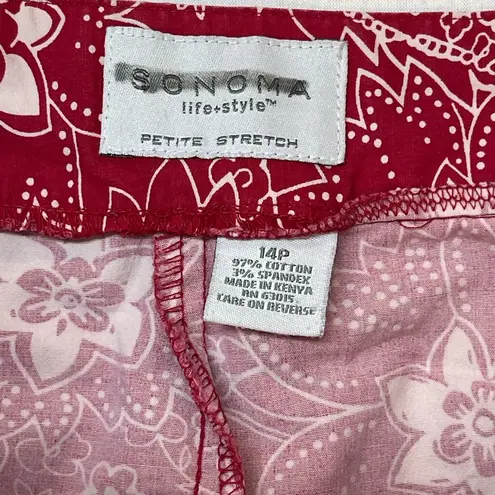 SONOMA
life+style™
PETITE STRETCH
14P
97% COTTON
3% SPANDEX
MADE IN KENYA
RN 63015
CARE ON REVERSE